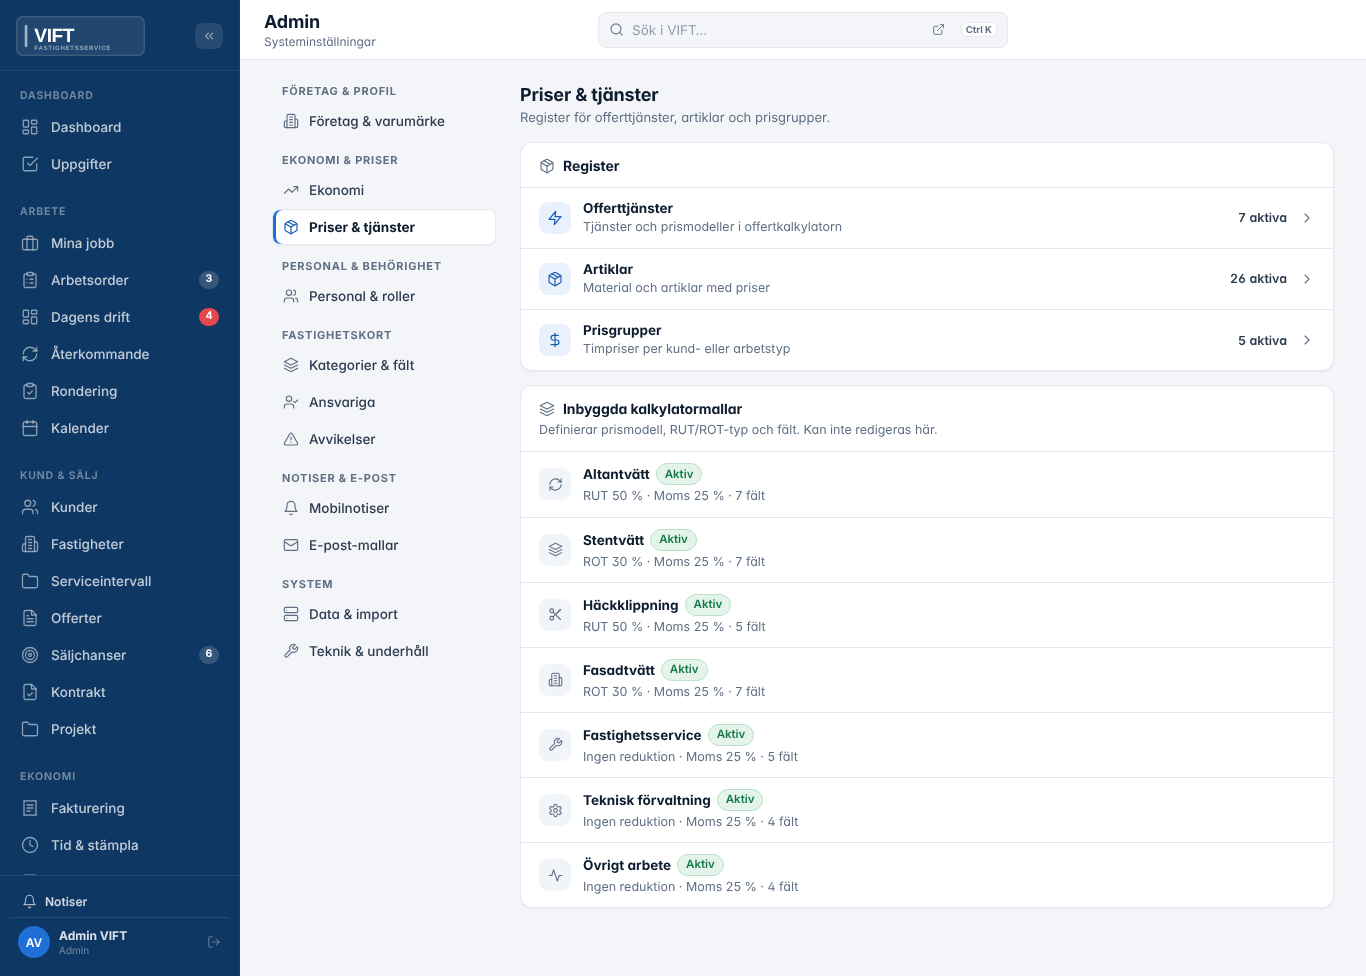 VIFT
FASTIGHETSSERVICE
DASHBOARD
Dashboard
Uppgifter
ARBETE
Mina jobb
Arbetsorder 3
Dagens drift 4
Återkommande
Rondering
Kalender
KUND & SÄLJ
Kunder
Fastigheter
Serviceintervall
Offerter
Säljchanser 6
Kontrakt
Projekt
EKONOMI
Fakturering
Tid & stämpla
Notiser
AV Admin VIFT
Admin
Admin
Systeminställningar
Sök i VIFT... Ctrl K
FÖRETAG & PROFIL
Företag & varumärke
EKONOMI & PRISER
Ekonomi
Priser & tjänster
PERSONAL & BEHÖRIGHET
Personal & roller
FASTIGHETSKORT
Kategorier & fält
Ansvariga
Avvikelser
NOTISER & E-POST
Mobilnotiser
E-post-mallar
SYSTEM
Data & import
Teknik & underhåll
Priser & tjänster
Register för offerttjänster, artiklar och prisgrupper.
Register
Offerttjänster
Tjänster och prismodeller i offertkalkylatorn
7 aktiva
Artiklar
Material och artiklar med priser
26 aktiva
Prisgrupper
Timpriser per kund- eller arbetstyp
5 aktiva
Inbyggda kalkylatormallar
Definierar prismodell, RUT/ROT-typ och fält. Kan inte redigeras här.
Altantvätt Aktiv
RUT 50 % · Moms 25 % · 7 fält
Stentvätt Aktiv
ROT 30 % · Moms 25 % · 7 fält
Häckklippning Aktiv
RUT 50 % · Moms 25 % · 5 fält
Fasadtvätt Aktiv
ROT 30 % · Moms 25 % · 7 fält
Fastighetsservice Aktiv
Ingen reduktion · Moms 25 % · 5 fält
Teknisk förvaltning Aktiv
Ingen reduktion · Moms 25 % · 4 fält
Övrigt arbete Aktiv
Ingen reduktion · Moms 25 % · 4 fält